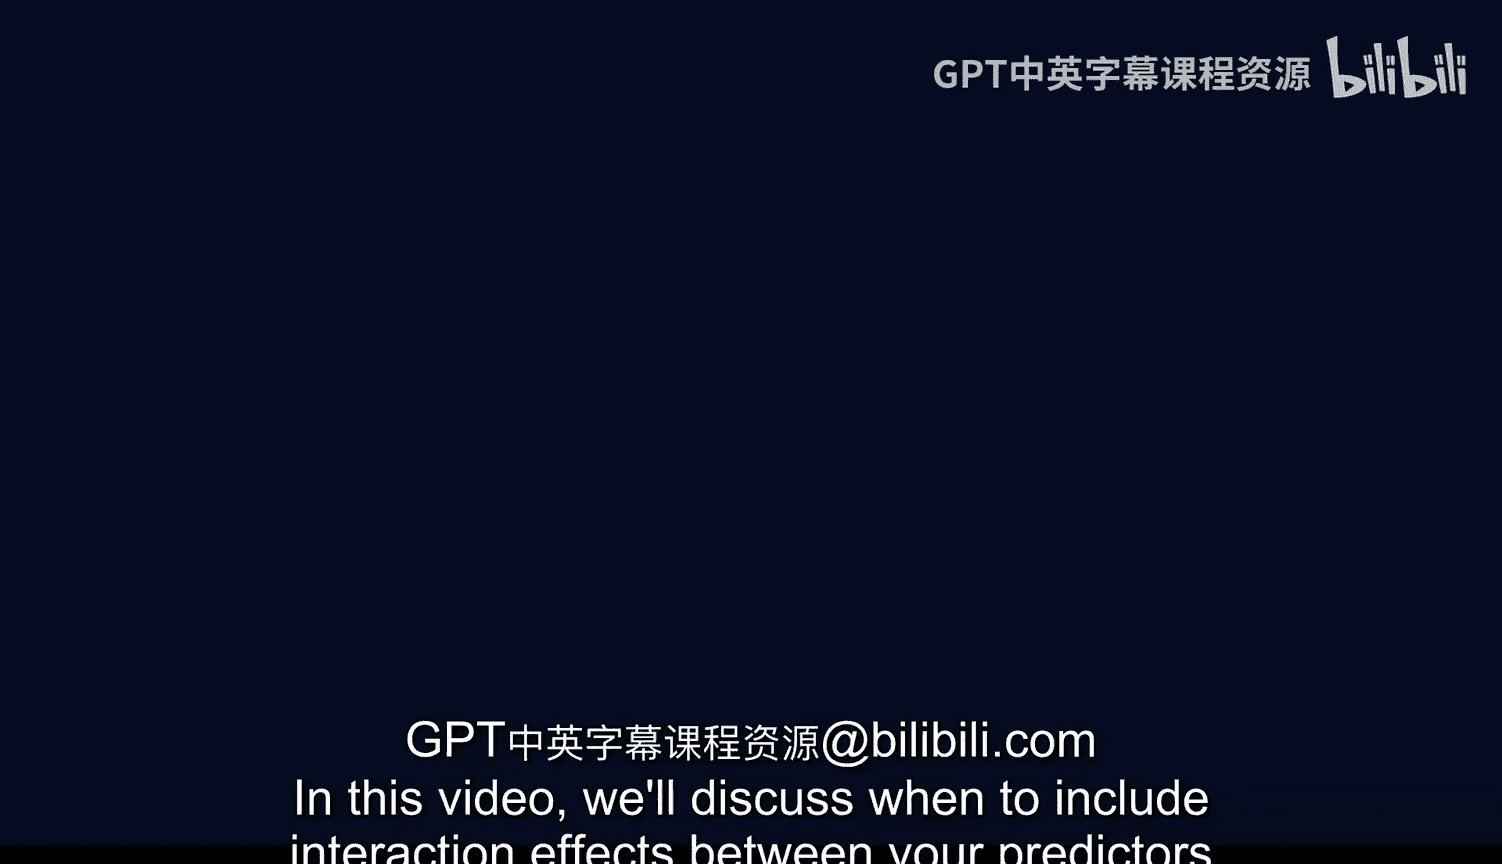 GPT中英字幕课程资源 bilibili
GPT中英字幕课程资源@bilibili.com
In this video, we'll discuss when to include
interaction effects between your predictors